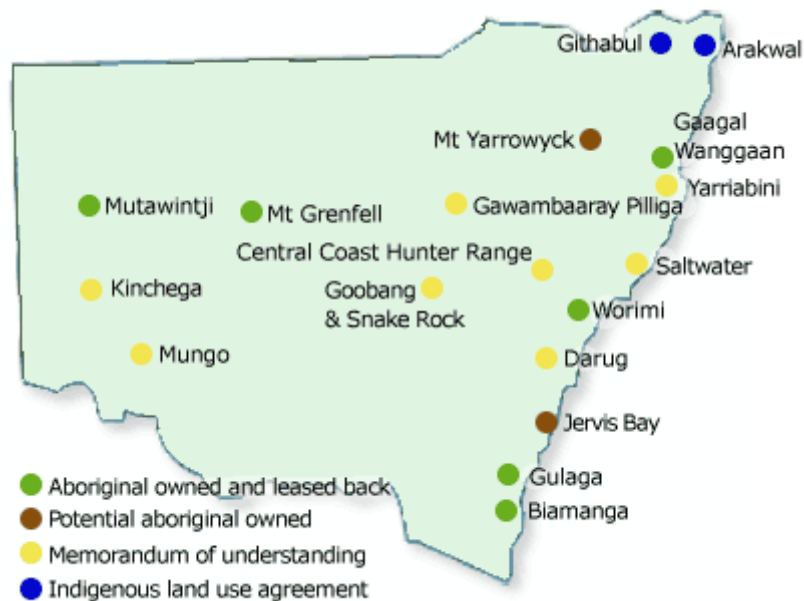 Githabul
Arakwal
Gaagal
Wanggaan
Mt Yarrowyck
Yarriabini
Mutawintji
Mt Grenfell
Gawambaaray Pilliga
Central Coast Hunter Range
Saltwater
Kinchega
Goobang
& Snake Rock
Worimi
Mungo
Darug
Jervis Bay
Gulaga
Biamanga
Aboriginal owned and leased back
Potential aboriginal owned
Memorandum of understanding
Indigenous land use agreement